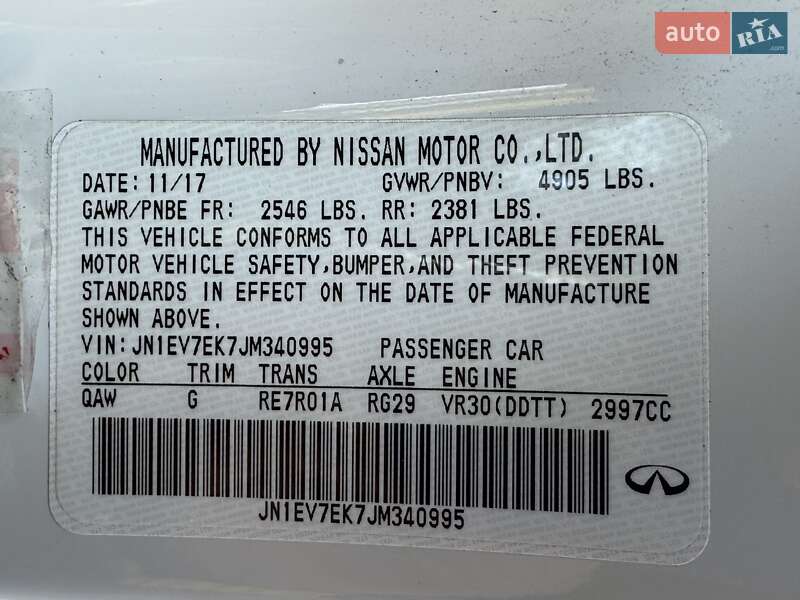 auto RIA .com
MANUFACTURED BY NISSAN MOTOR CO.,LTD.
DATE: 11/17 GVWR/PNBV: 4905 LBS.
GAWR/PNBE FR: 2546 LBS. RR: 2381 LBS.
THIS VEHICLE CONFORMS TO ALL APPLICABLE FEDERAL
MOTOR VEHICLE SAFETY,BUMPER,AND THEFT PREVENTION
STANDARDS IN EFFECT ON THE DATE OF MANUFACTURE
SHOWN ABOVE.
VIN:JN1EV7EK7JM340995 PASSENGER CAR
COLOR TRIM TRANS AXLE ENGINE
QAW G RE7R01A RG29 VR30(DDTT) 2997CC
JN1EV7EK7JM340995